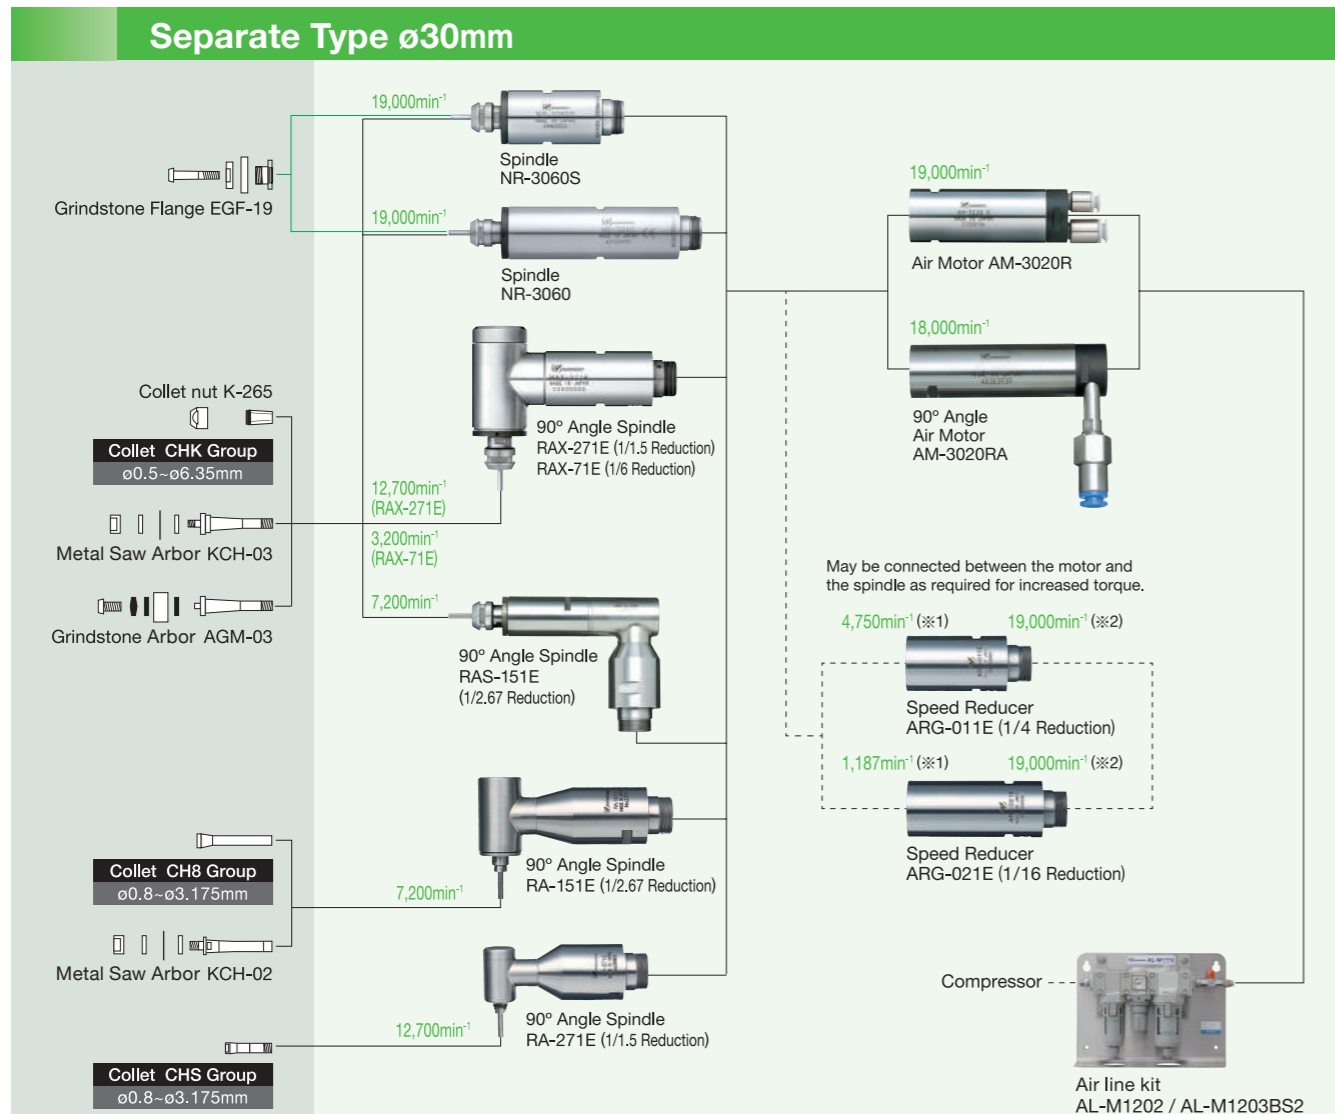 Separate Type ø30mm
19,000min⁻¹
Spindle
NR-3060S
Grindstone Flange EGF-19
19,000min⁻¹
Spindle
NR-3060
19,000min⁻¹
Air Motor AM-3020R
18,000min⁻¹
90º Angle
Air Motor
AM-3020RA
Collet nut K-265
Collet CHK Group
ø0.5~ø6.35mm
90º Angle Spindle
RAX-271E (1/1.5 Reduction)
RAX-71E (1/6 Reduction)
12,700min⁻¹
(RAX-271E)
3,200min⁻¹
(RAX-71E)
Metal Saw Arbor KCH-03
Grindstone Arbor AGM-03
7,200min⁻¹
90º Angle Spindle
RAS-151E
(1/2.67 Reduction)
May be connected between the motor and
the spindle as required for increased torque.
4,750min⁻¹ (※1) 19,000min⁻¹ (※2)
Speed Reducer
ARG-011E (1/4 Reduction)
1,187min⁻¹ (※1) 19,000min⁻¹ (※2)
Speed Reducer
ARG-021E (1/16 Reduction)
Collet CH8 Group
ø0.8~ø3.175mm
7,200min⁻¹
90º Angle Spindle
RA-151E (1/2.67 Reduction)
Metal Saw Arbor KCH-02
12,700min⁻¹
90º Angle Spindle
RA-271E (1/1.5 Reduction)
Collet CHS Group
ø0.8~ø3.175mm
Compressor
Air line kit
AL-M1202 / AL-M1203BS2